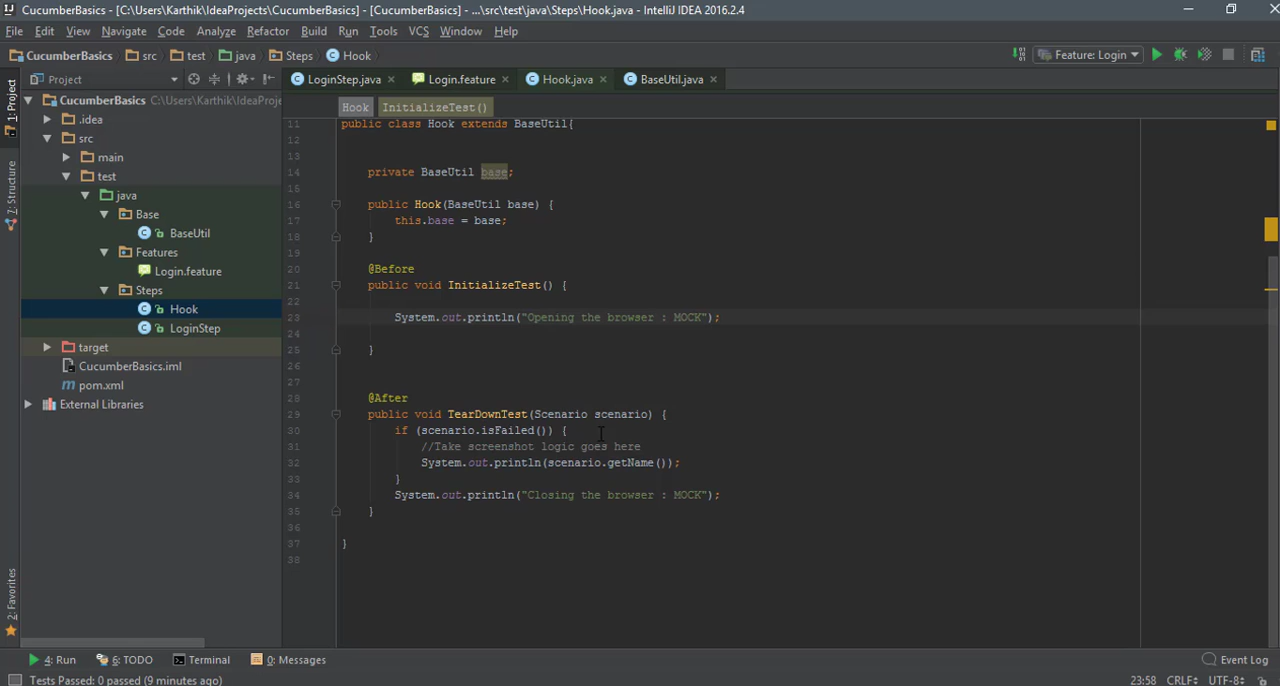 CucumberBasics - [C:\Users\Karthik\IdeaProjects\CucumberBasics] - [CucumberBasics] - ...\src\test\java\Steps\Hook.java - IntelliJ IDEA 2016.2.4
File Edit View Navigate Code Analyze Refactor Build Run Tools VCS Window Help
CucumberBasics src test java Steps Hook Feature: Login
Project LoginStep.java Login.feature Hook.java BaseUtil.java
1: Project
7: Structure
2: Favorites
CucumberBasics C:\Users\Karthik\IdeaProje
.idea
src
main
test
java
Base
BaseUtil
Features
Login.feature
Steps
Hook
LoginStep
target
CucumberBasics.iml
pom.xml
External Libraries
Hook InitializeTest()
11 public class Hook extends BaseUtil{
12
13
14 private BaseUtil base;
15
16 public Hook(BaseUtil base) {
17 this.base = base;
18 }
19
20 @Before
21 public void InitializeTest() {
22
23 System.out.println("Opening the browser : MOCK");
24
25 }
26
27
28 @After
29 public void TearDownTest(Scenario scenario) {
30 if (scenario.isFailed()) {
31 //Take screenshot logic goes here
32 System.out.println(scenario.getName());
33 }
34 System.out.println("Closing the browser : MOCK");
35 }
36
37 }
38
4: Run 6: TODO Terminal 0: Messages Event Log
Tests Passed: 0 passed (9 minutes ago) 23:58 CRLF UTF-8